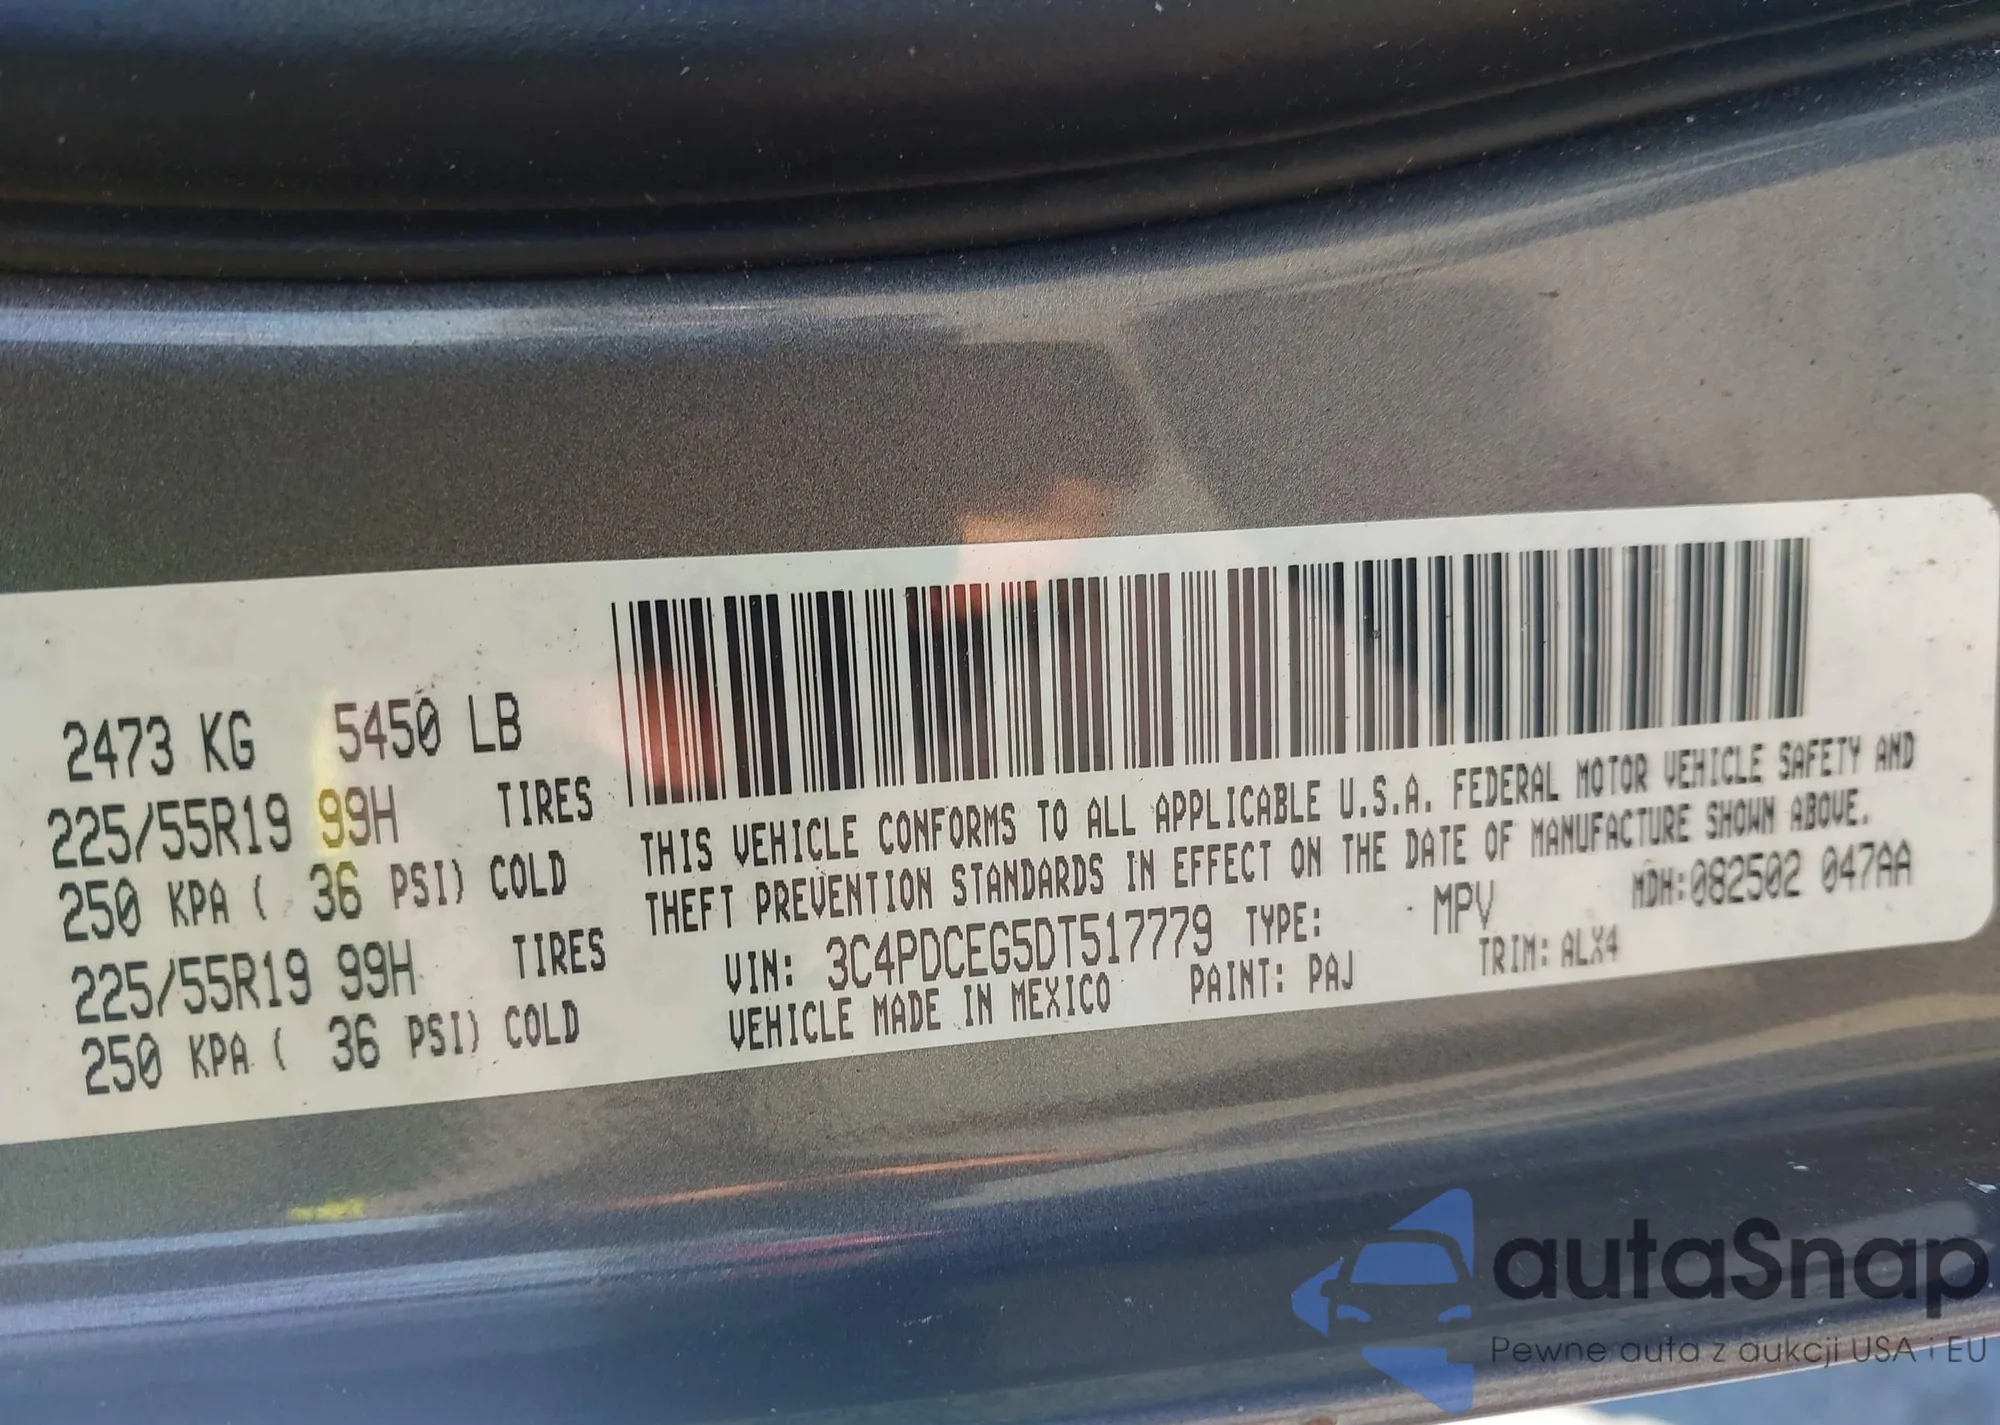 2473 KG 5450 LB
225/55R19 99H TIRES
250 KPA ( 36 PSI) COLD
225/55R19 99H TIRES
250 KPA ( 36 PSI) COLD
THIS VEHICLE CONFORMS TO ALL APPLICABLE U.S.A. FEDERAL MOTOR VEHICLE SAFETY AND
THEFT PREVENTION STANDARDS IN EFFECT ON THE DATE OF MANUFACTURE SHOWN ABOVE.
MDH:082502 047AA
VIN: 3C4PDCEG5DT517779 TYPE: MPV
VEHICLE MADE IN MEXICO PAINT: PAJ TRIM: ALX4
autaSnap
Pewne auta z aukcji USA i EU